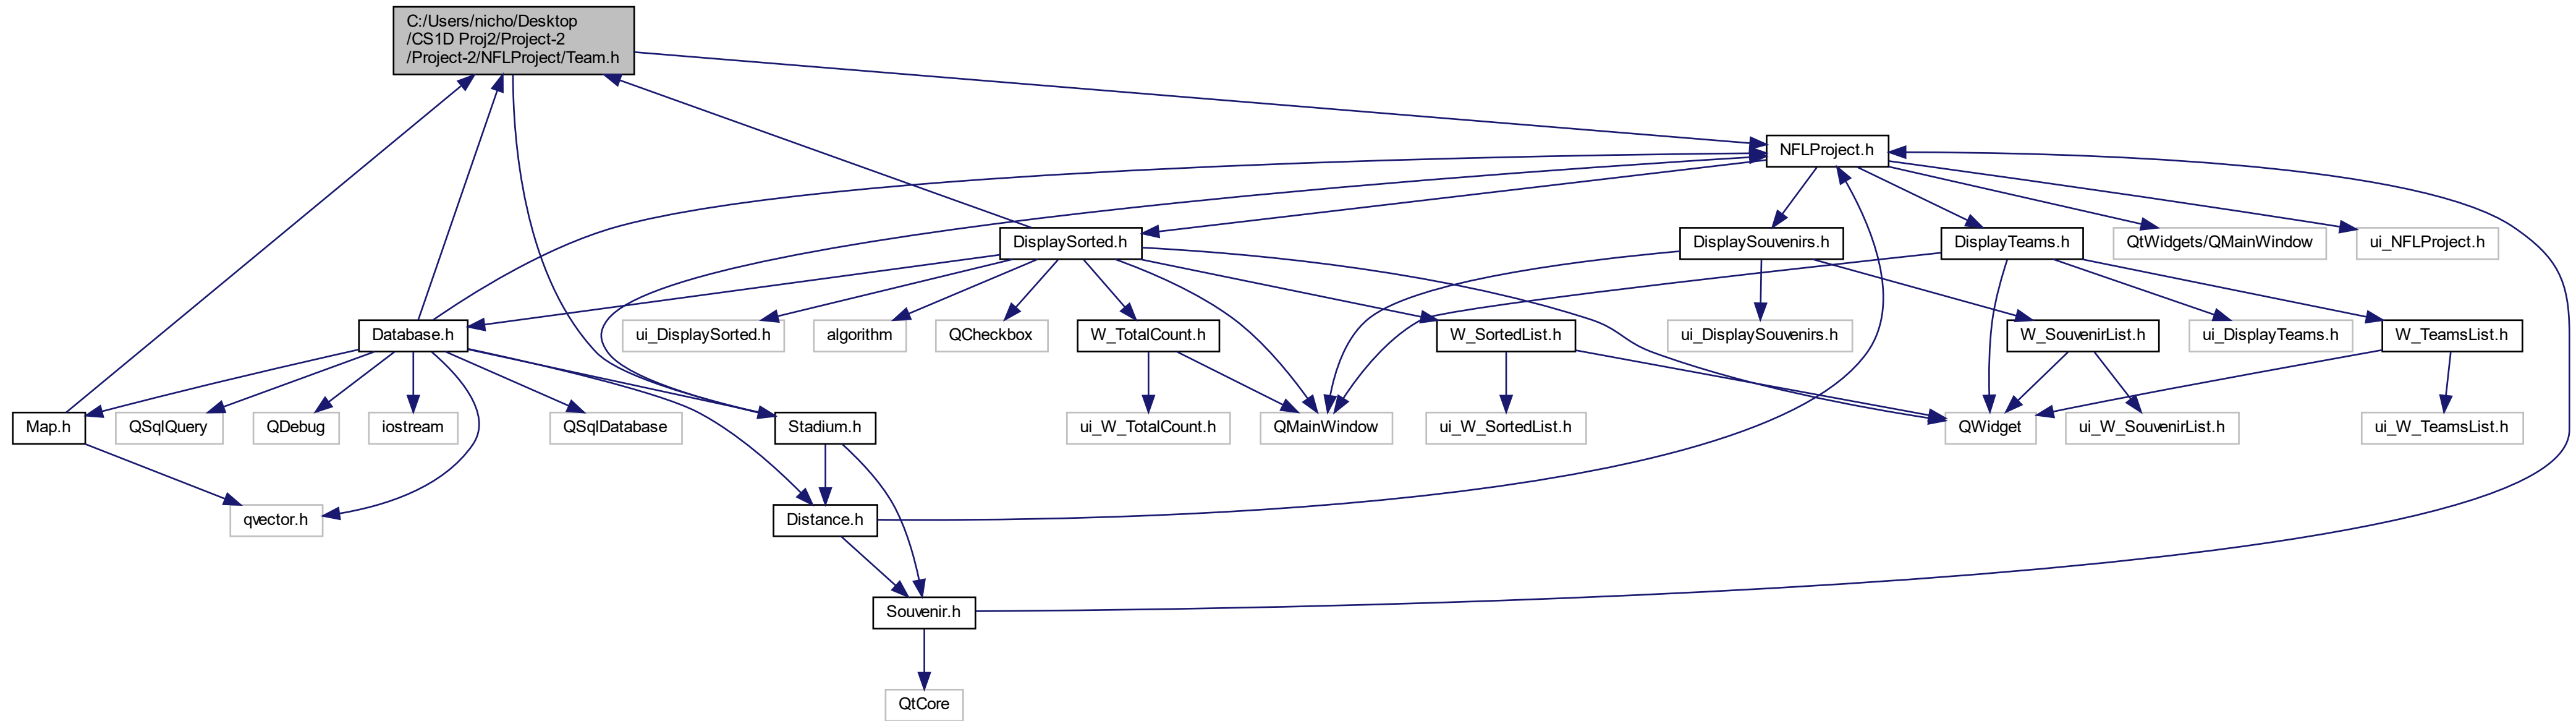 C:/Users/nicho/Desktop
/CS1D Proj2/Project-2
/Project-2/NFLProject/Team.h
NFLProject.h
DisplaySorted.h
DisplaySouvenirs.h
DisplayTeams.h
QtWidgets/QMainWindow
ui_NFLProject.h
Database.h
ui_DisplaySorted.h
algorithm
QCheckbox
W_TotalCount.h
W_SortedList.h
ui_DisplaySouvenirs.h
W_SouvenirList.h
ui_DisplayTeams.h
W_TeamsList.h
Map.h
QSqlQuery
QDebug
iostream
QSqlDatabase
Stadium.h
ui_W_TotalCount.h
QMainWindow
ui_W_SortedList.h
QWidget
ui_W_SouvenirList.h
ui_W_TeamsList.h
qvector.h
Distance.h
Souvenir.h
QtCore